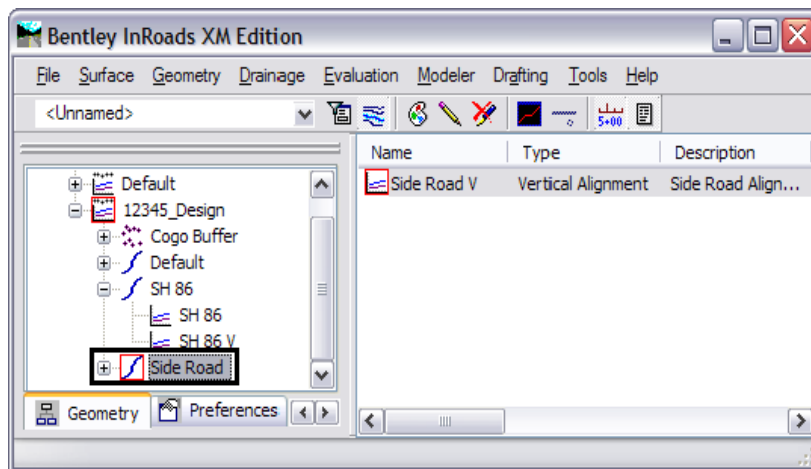 Bentley InRoads XM Edition
File Surface Geometry Drainage Evaluation Modeler Drafting Tools Help
<Unnamed>
5+00
Name Type Description
Default
Side Road V Vertical Alignment Side Road Align...
12345_Design
Cogo Buffer
Default
SH 86
SH 86
SH 86 V
Side Road
Geometry Preferences